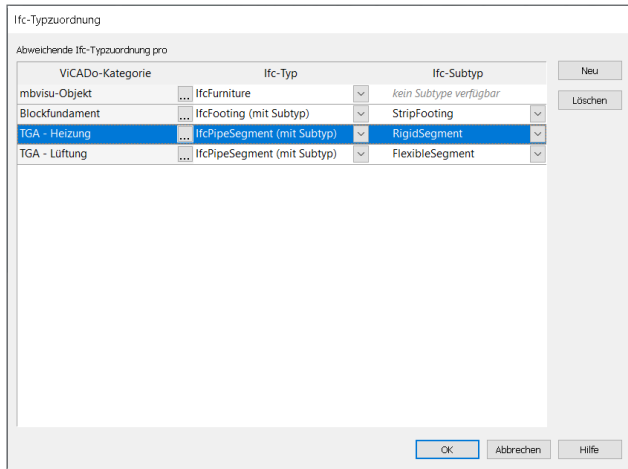 Ifc-Typzuordnung
Abweichende Ifc-Typzuordnung pro
ViCADo-Kategorie Ifc-Typ Ifc-Subtyp
mbvisu-Objekt ... IfcFurniture kein Subtype verfügbar
Blockfundament ... IfcFooting (mit Subtyp) StripFooting
TGA - Heizung ... IfcPipeSegment (mit Subtyp) RigidSegment
TGA - Lüftung ... IfcPipeSegment (mit Subtyp) FlexibleSegment
Neu
Löschen
OK Abbrechen Hilfe